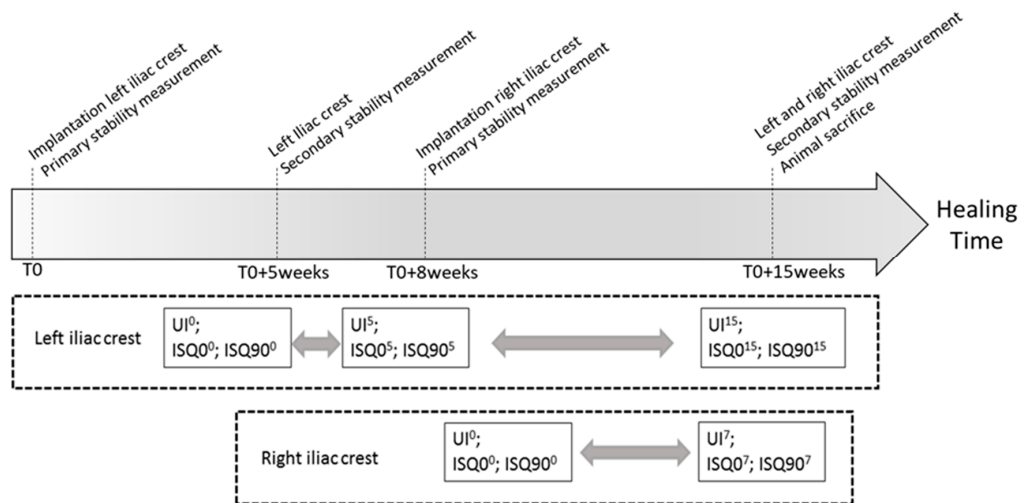 Implantation left iliac crest
Primary stability measurement
Left Iliac crest
Secondary stability measurement
Implantation right iliac crest
Primary stability measurement
Left and right iliac crest
Secondary stability measurement
Animal sacrifice
Healing
Time
T0
T0+5weeks
T0+8weeks
T0+15weeks
Left iliac crest
UI⁰;
ISQ0⁰; ISQ90⁰
UI⁵;
ISQ0⁵; ISQ90⁵
UI¹⁵;
ISQ0¹⁵; ISQ90¹⁵
Right iliac crest
UI⁰;
ISQ0⁰; ISQ90⁰
UI⁷;
ISQ0⁷; ISQ90⁷